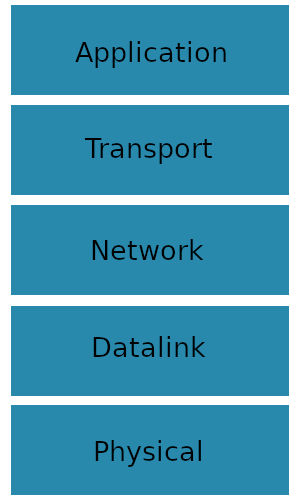 Application
Transport
Network
Datalink
Physical